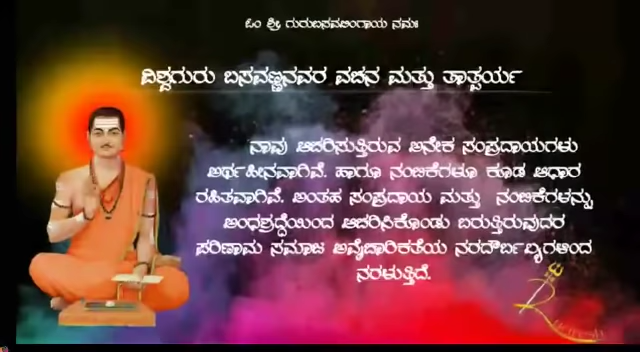 ಓಂ ಶ್ರೀ ಗುರುಬಸವಲಿಂಗಾಯ ನಮಃ
ವಿಶ್ವಗುರು ಬಸವಣ್ಣನವರ ವಚನ ಮತ್ತು ತಾತ್ಪರ್ಯ
ನಾವು ಆಚರಿಸುತ್ತಿರುವ ಅನೇಕ ಸಂಪ್ರದಾಯಗಳು
ಅರ್ಥಹೀನವಾಗಿವೆ. ಹಾಗೂ ನಂಬಿಕೆಗಳೂ ಕೂಡ ಆಧಾರ
ರಹಿತವಾಗಿವೆ. ಅಂತಹ ಸಂಪ್ರದಾಯ ಮತ್ತು ನಂಬಿಕೆಗಳನ್ನು
ಅಂಧಶ್ರದ್ಧೆಯಿಂದ ಆಚರಿಸಿಕೊಂಡು ಬರುತ್ತಿರುವುದರ
ಪರಿಣಾಮ ಸಮಾಜ ಅವೈಚಾರಿಕತೆಯ ನರದೌರ್ಬಲ್ಯಗಳಿಂದ
ನರಳುತ್ತಿದೆ.